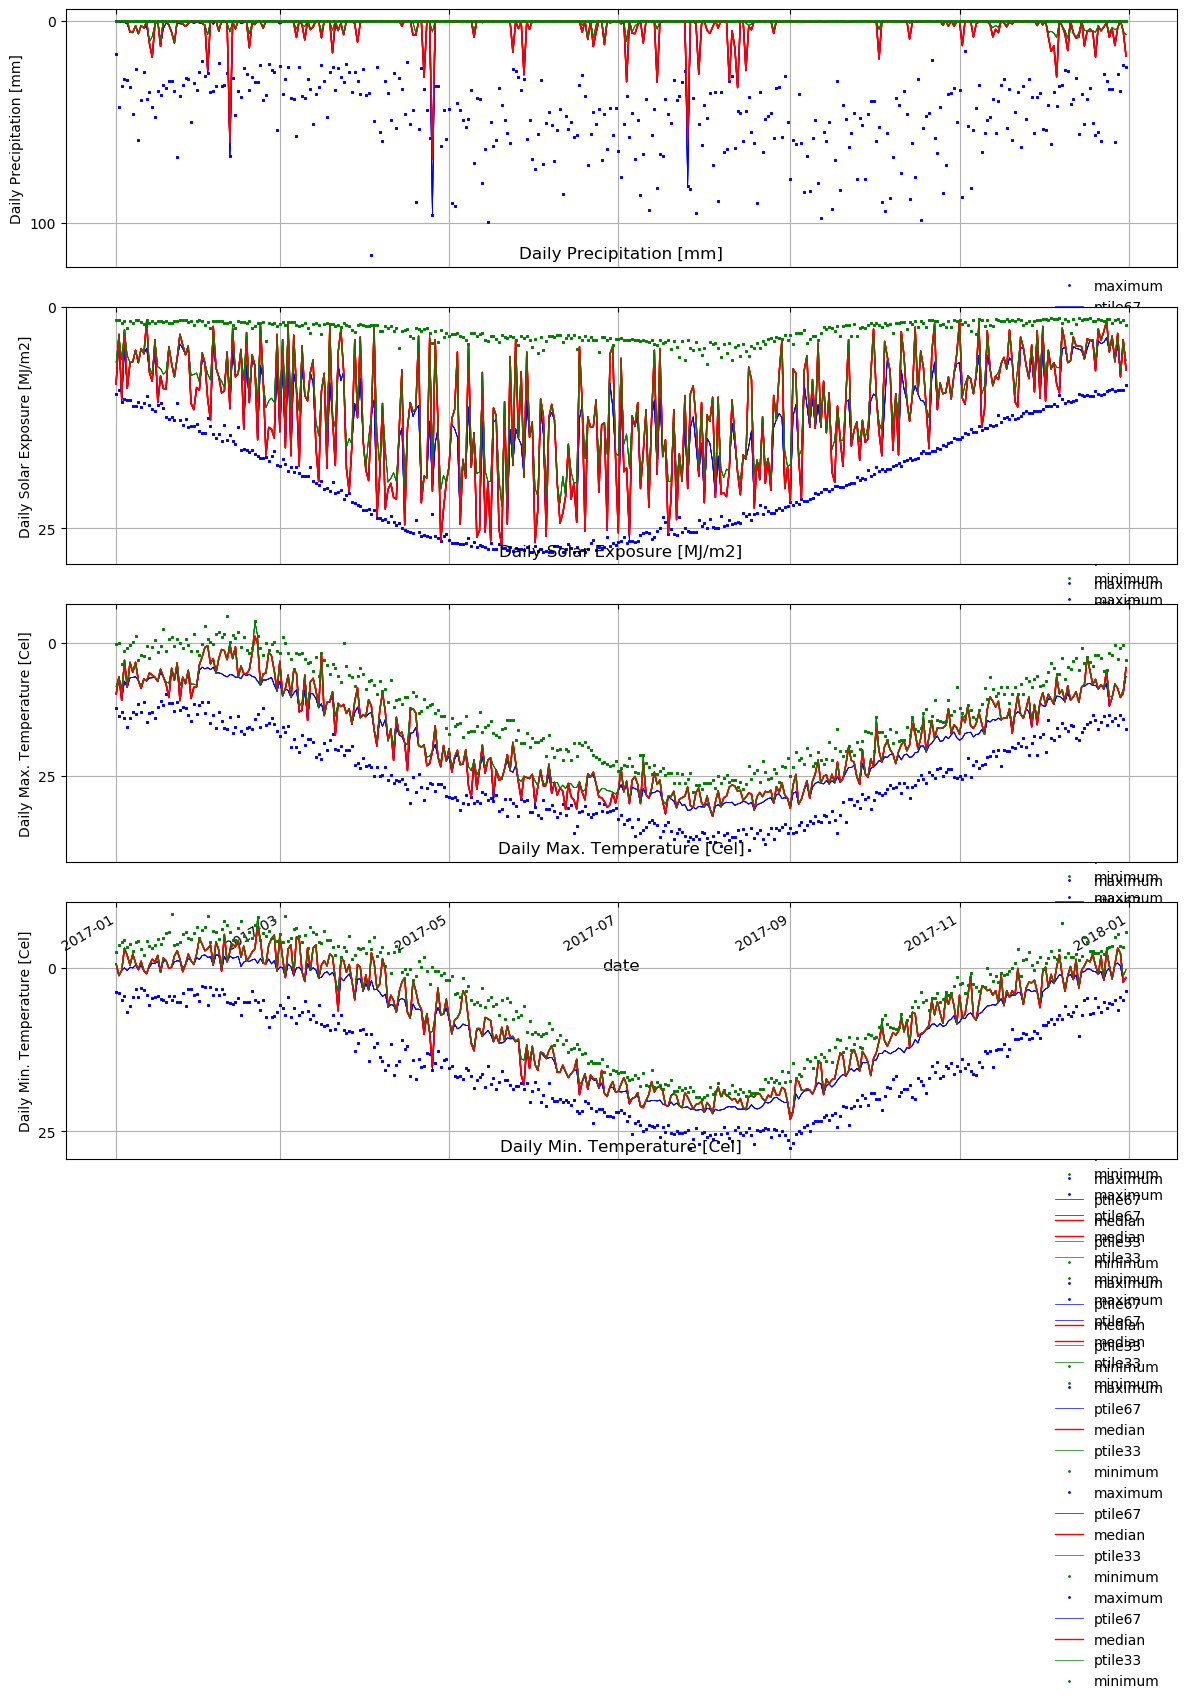 0
100
Daily Precipitation [mm]
Daily Precipitation [mm]
maximum
ptile67
0
25
Daily Solar Exposure [MJ/m2]
Daily Solar Exposure [MJ/m2]
minimum
maximum
maximum
0
25
Daily Max. Temperature [Cel]
Daily Max. Temperature [Cel]
minimum
maximum
maximum
2017-01
2017-03
2017-05
2017-07
2017-09
2017-11
2018-01
date
0
25
Daily Min. Temperature [Cel]
Daily Min. Temperature [Cel]
minimum
maximum
maximum
ptile67
ptile67
median
median
ptile33
ptile33
minimum
minimum
maximum
maximum
ptile67
ptile67
median
median
ptile33
ptile33
minimum
minimum
maximum
ptile67
median
ptile33
minimum
maximum
ptile67
median
ptile33
minimum
maximum
ptile67
median
ptile33
minimum